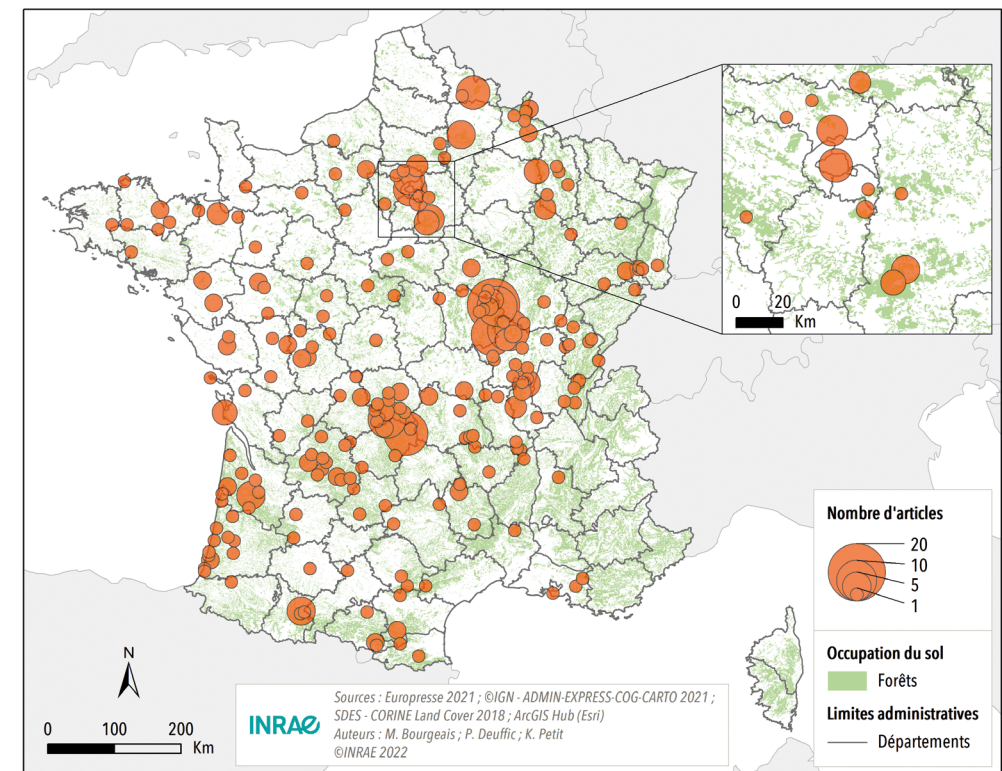 0 20
Km
Nombre d'articles
20
10
5
1
Occupation du sol
Forêts
Limites administratives
Départements
N
0 100 200
Km
INRAE
Sources : Europresse 2021 ; ©IGN - ADMIN-EXPRESS-COG-CARTO 2021 ;
SDES - CORINE Land Cover 2018 ; ArcGIS Hub (Esri)
Auteurs : M. Bourgeais ; P. Deuffic ; K. Petit
©INRAE 2022